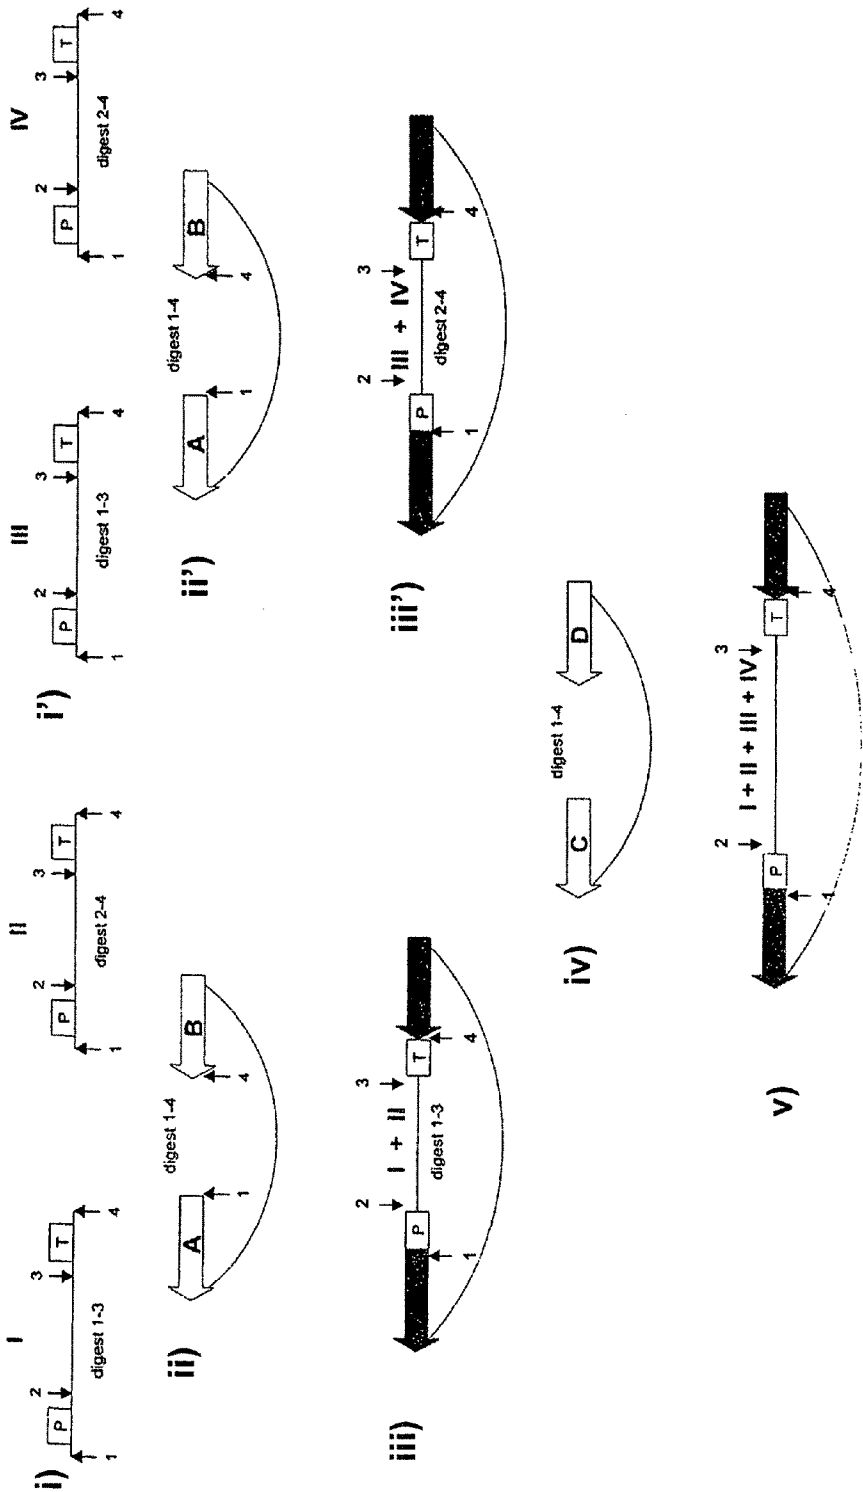 i)
I
1 P 2 digest 1-3 3 T 4
II
1 P 2 digest 2-4 3 T 4
i')
III
1 P 2 digest 1-3 3 T 4
IV
1 P 2 digest 2-4 3 T 4
ii)
A 1 digest 1-4 4 B
ii')
A 1 digest 1-4 4 B
iii)
2 I + II 3
P digest 1-3 T
1 4
iii')
2 III + IV 3
P digest 2-4 T
1 4
iv)
C digest 1-4 D
v)
2 I + II + III + IV 3
P T
1 4